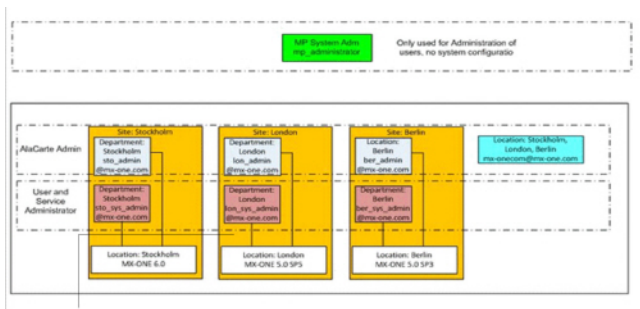 MP System Adm
mp_administrator
Only used for Administration of
users, no system configuratio
Site: Stockholm
Site: London
Site: Berlin
AlaCarte Admin
Department:
Stockholm
sto_admin
@mx-one.com
Department:
London
lon_admin
@mx-one.com
Location:
Berlin
ber_admin
@mx-one.com
Location: Stockholm,
London, Berlin
mx-onecom@mx-one.com
User and
Service
Administrator
Department:
Stockholm
sto_sys_admin
@mx-one.com
Department:
London
lon_sys_admin
@mx-one.com
Department:
Berlin
ber_sys_admin
@mx-one.com
Location: Stockholm
MX-ONE 6.0
Location: London
MX-ONE 5.0 SP5
Location: Berlin
MX-ONE 5.0 SP3